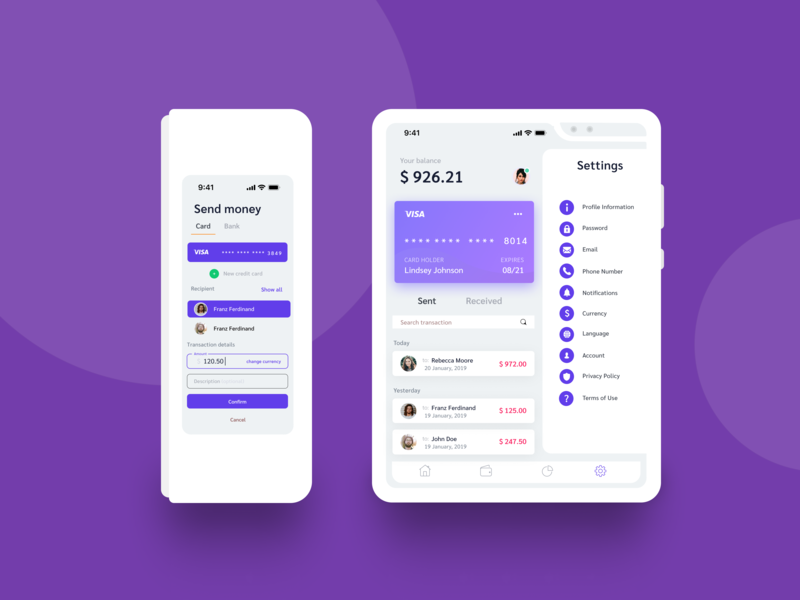 9:41
Send money
Card Bank
VISA **** **** **** 3849
New credit card
Recipient Show all
Franz Ferdinand
Franz Ferdinand
Transaction details
120.50 change currency
Description
Confirm
Cancel
9:41
Your balance
$ 926.21
VISA
**** **** **** 8014
CARD HOLDER EXPIRES
Lindsey Johnson 08/21
Sent Received
Search transaction
Today
to: Rebecca Moore
20 January, 2019
$ 972.00
Yesterday
to: Franz Ferdinand
19 January, 2019
$ 125.00
to: John Doe
19 January, 2019
$ 247.50
Settings
Profile Information
Password
Email
Phone Number
Notifications
$ Currency
Language
Account
Privacy Policy
? Terms of Use